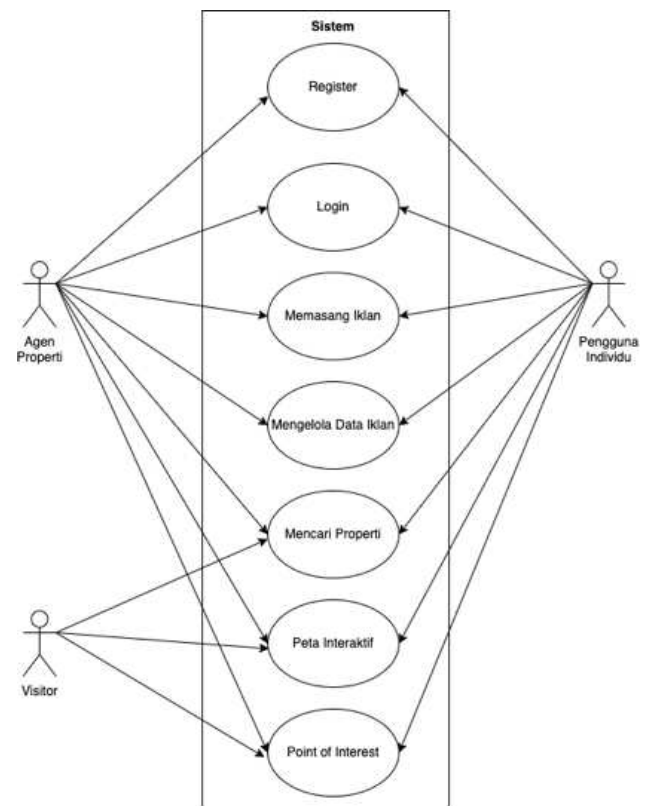 Sistem
Register
Login
Memasang Iklan
Agen
Properti
Pengguna
Individu
Mengelola Data Iklan
Mencari Properti
Peta Interaktif
Visitor
Point of Interest